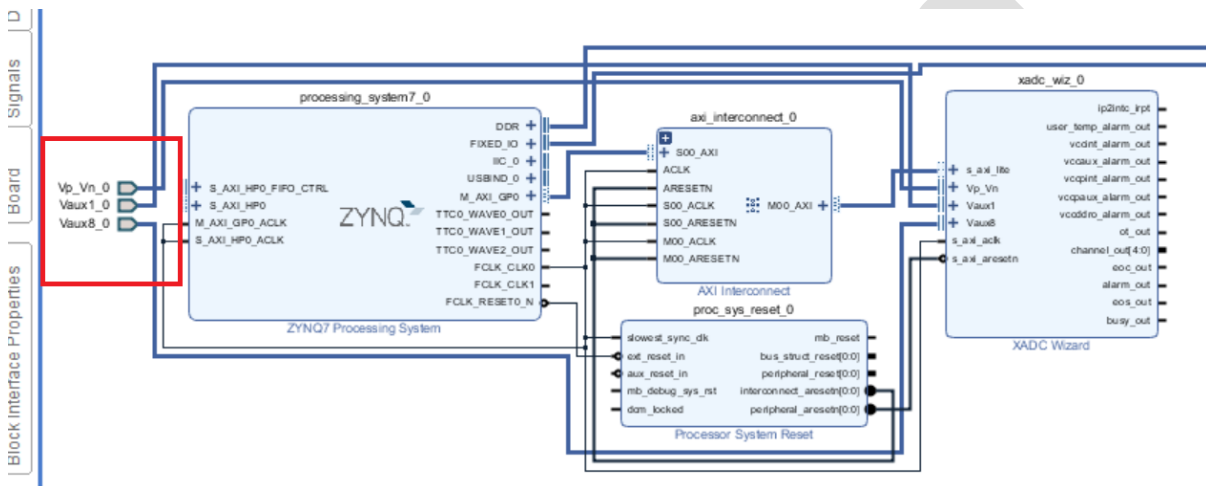 D
Signals
Board
Block Interface Properties
Vp_Vn_0
Vaux1_0
Vaux8_0
processing_system7_0
S_AXI_HP0_FIFO_CTRL
S_AXI_HP0
M_AXI_GP0_ACLK
S_AXI_HP0_ACLK
ZYNQ
DDR
FIXED_IO
IIC_0
USBIND_0
M_AXI_GP0
TTC0_WAVE0_OUT
TTC0_WAVE1_OUT
TTC0_WAVE2_OUT
FCLK_CLK0
FCLK_CLK1
FCLK_RESET0_N
ZYNQ7 Processing System
axi_interconnect_0
S00_AXI
ACLK
ARESETN
S00_ACLK
S00_ARESETN
M00_ACLK
M00_ARESETN
M00_AXI
AXI Interconnect
proc_sys_reset_0
slowest_sync_clk
ext_reset_in
aux_reset_in
mb_debug_sys_rst
dcm_locked
mb_reset
bus_struct_reset[0:0]
peripheral_reset[0:0]
interconnect_aresetn[0:0]
peripheral_aresetn[0:0]
Processor System Reset
xadc_wiz_0
s_axi_lite
Vp_Vn
Vaux1
Vaux8
s_axi_aclk
s_axi_aresetn
ip2intc_irpt
user_temp_alarm_out
vccint_alarm_out
vccaux_alarm_out
vccpint_alarm_out
vccpaux_alarm_out
vccddro_alarm_out
ot_out
channel_out[4:0]
eoc_out
alarm_out
eos_out
busy_out
XADC Wizard